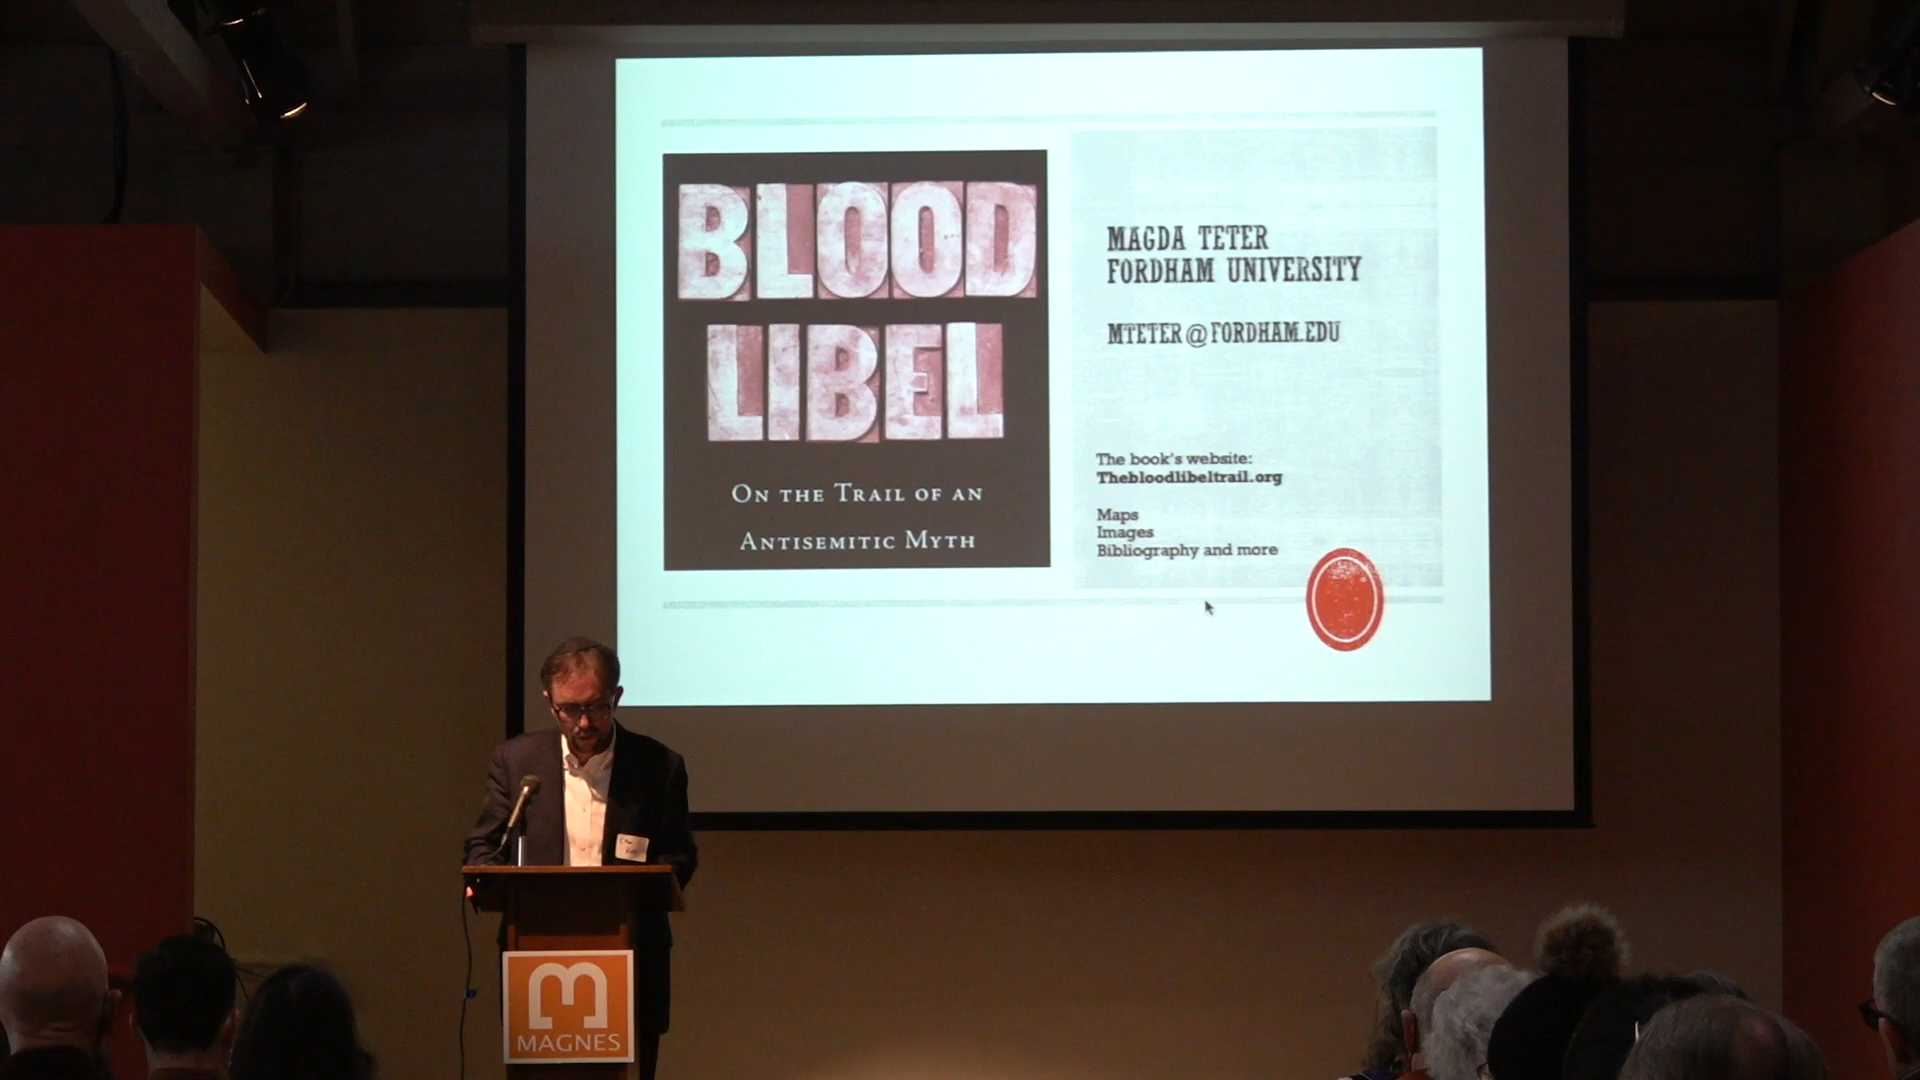 BLOOD
LIBEL
ON THE TRAIL OF AN
ANTISEMITIC MYTH
MAGDA TETER
FORDHAM UNIVERSITY
MTETER@FORDHAM.EDU
The book's website:
Thebloodlibeltrail.org
Maps
Images
Bibliography and more
MAGNES